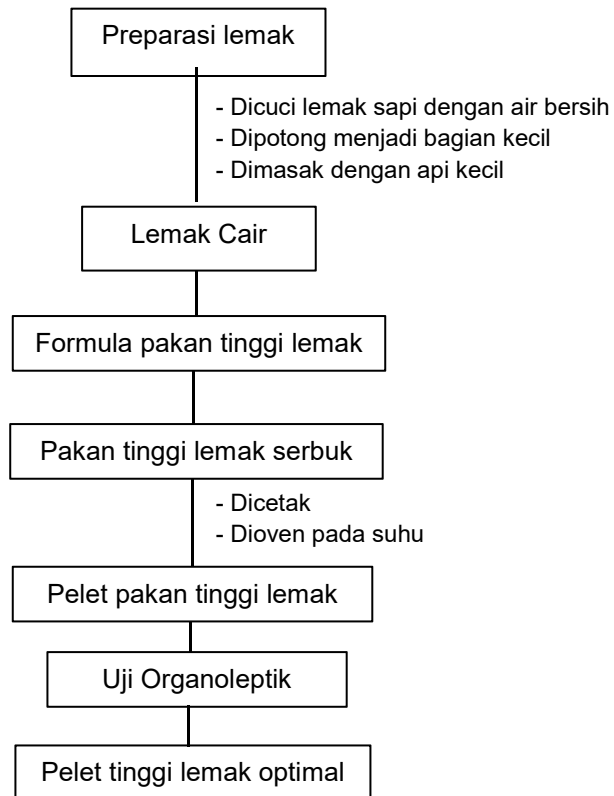 Preparasi lemak
- Dicuci lemak sapi dengan air bersih
- Dipotong menjadi bagian kecil
- Dimasak dengan api kecil
Lemak Cair
Formula pakan tinggi lemak
Pakan tinggi lemak serbuk
- Dicetak
- Dioven pada suhu
Pelet pakan tinggi lemak
Uji Organoleptik
Pelet tinggi lemak optimal